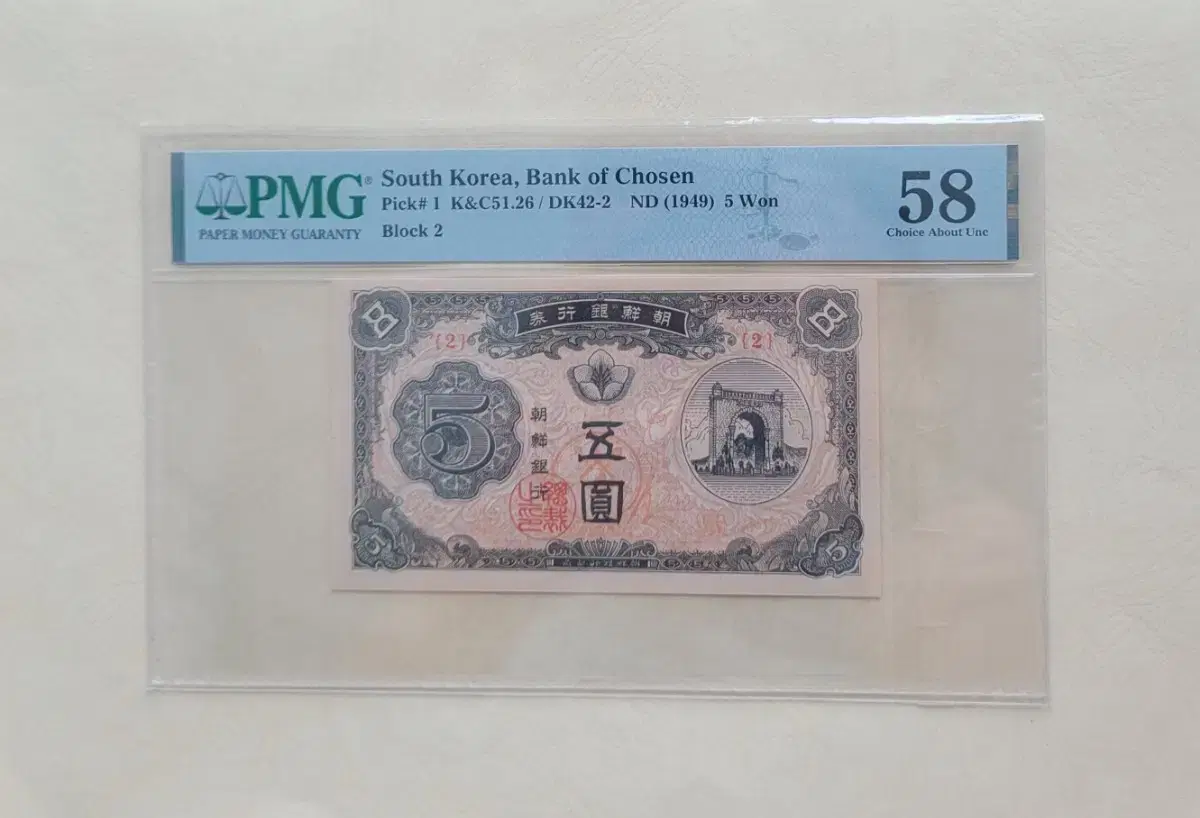 PMG®
PAPER MONEY GUARANTY
South Korea, Bank of Chosen
Pick# 1 K&C51.26 / DK42-2 ND (1949) 5 Won
Block 2
58
Choice About Unc
券行銀鮮朝
{2}
{2}
5
朝鮮銀行
五圓
5